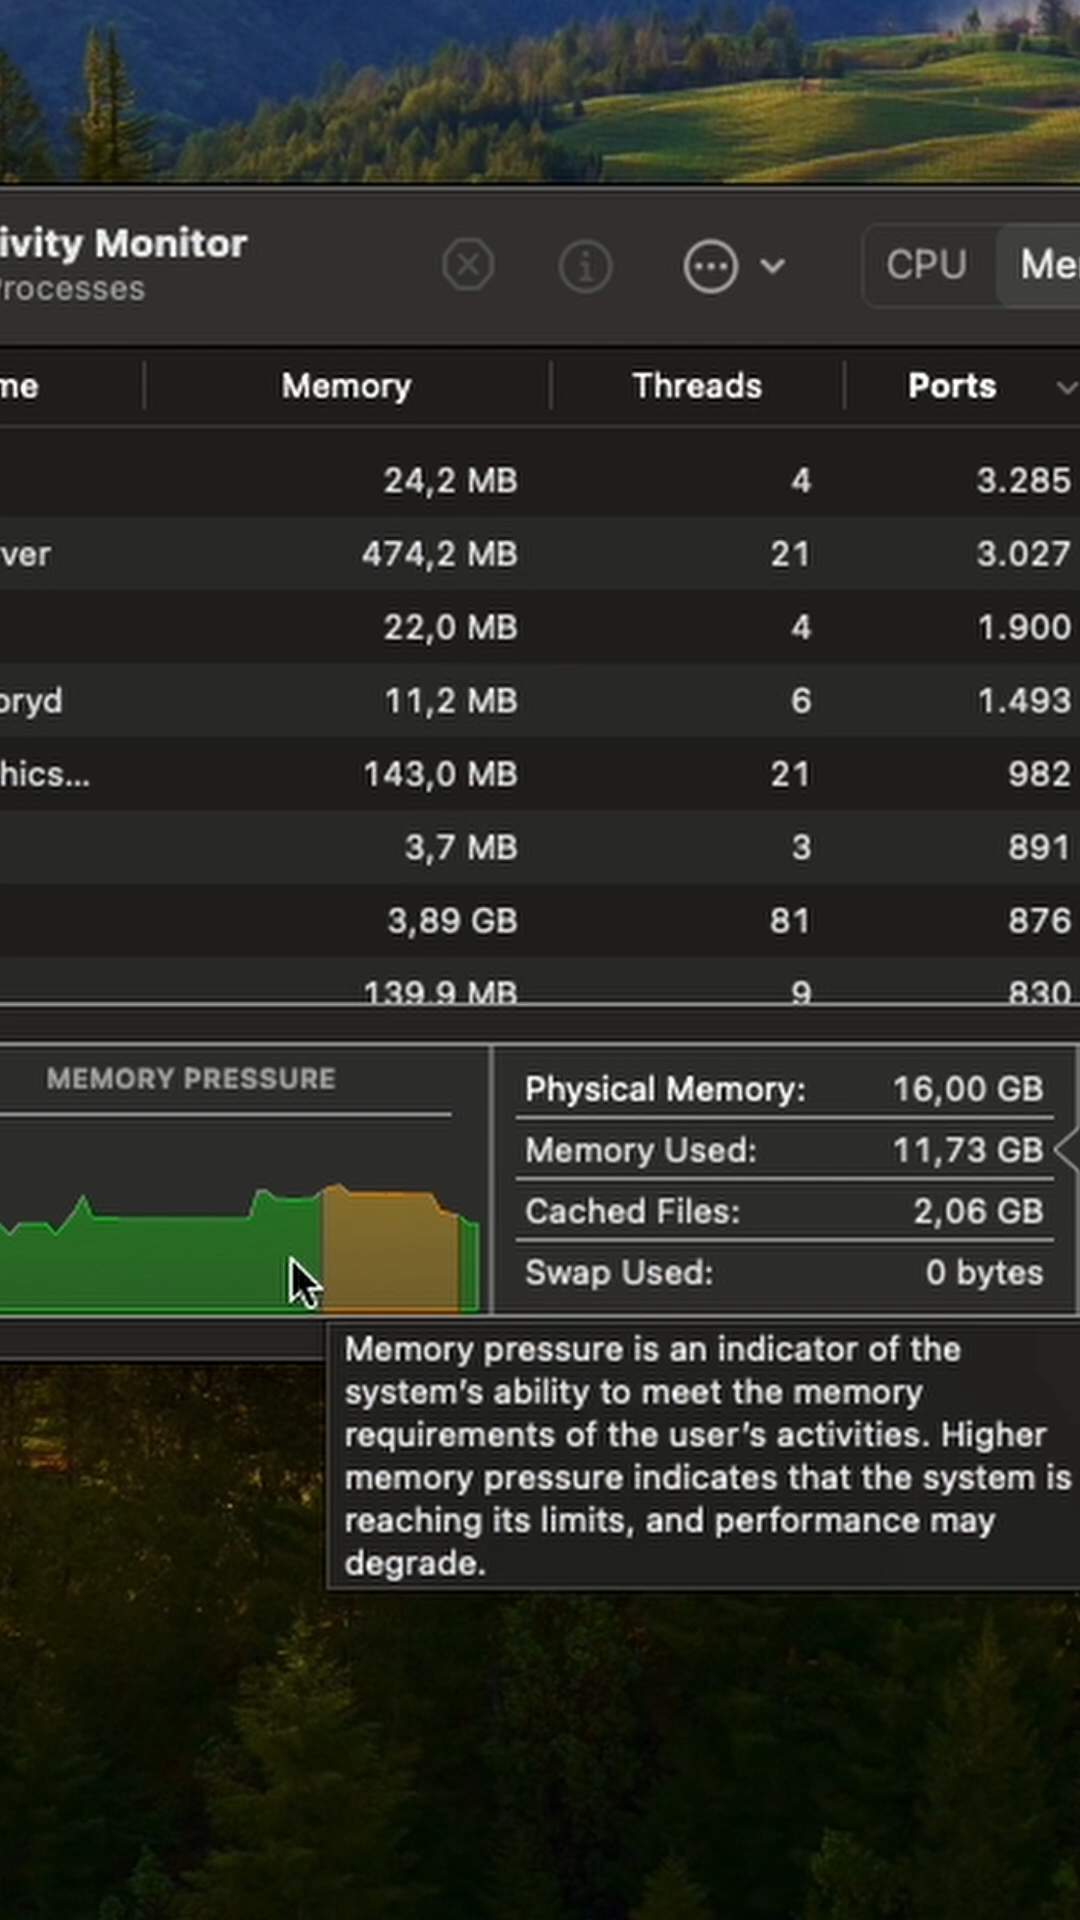 ivity Monitor
rocesses
CPU
Me
me
Memory
Threads
Ports
24,2 MB
4
3.285
ver
474,2 MB
21
3.027
22,0 MB
4
1.900
oryd
11,2 MB
6
1.493
hics...
143,0 MB
21
982
3,7 MB
3
891
3,89 GB
81
876
139,9 MB
9
830
MEMORY PRESSURE
Physical Memory:
16,00 GB
Memory Used:
11,73 GB
Cached Files:
2,06 GB
Swap Used:
0 bytes
Memory pressure is an indicator of the
system's ability to meet the memory
requirements of the user's activities. Higher
memory pressure indicates that the system is
reaching its limits, and performance may
degrade.